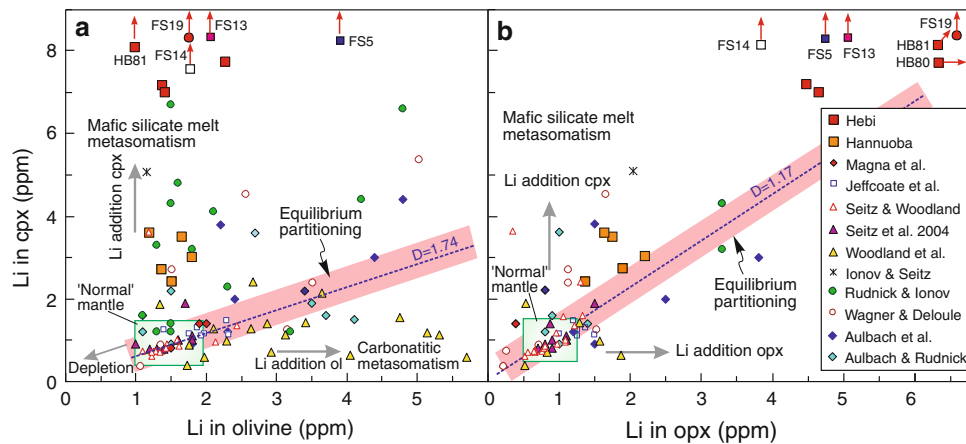 a
FS19
FS13
HB81
FS14
FS5
Mafic silicate melt
metasomatism
Li addition cpx
Equilibrium
partitioning
D=1.74
'Normal'
mantle
Depletion
Li addition ol
Carbonatitic
metasomatism
Li in cpx (ppm)
8
6
4
2
0
0 1 2 3 4 5
Li in olivine (ppm)
b
FS14
FS5
FS13
FS19
HB81
HB80
Mafic silicate melt
metasomatism
Li addition cpx
D=1.17
'Normal'
mantle
Equilibrium
partitioning
Li addition opx
Hebi
Hannuoba
Magna et al.
Jeffcoate et al.
Seitz & Woodland
Seitz et al. 2004
Woodland et al.
Ionov & Seitz
Rudnick & Ionov
Wagner & Deloule
Aulbach et al.
Aulbach & Rudnick
0 1 2 3 4 5 6
Li in opx (ppm)